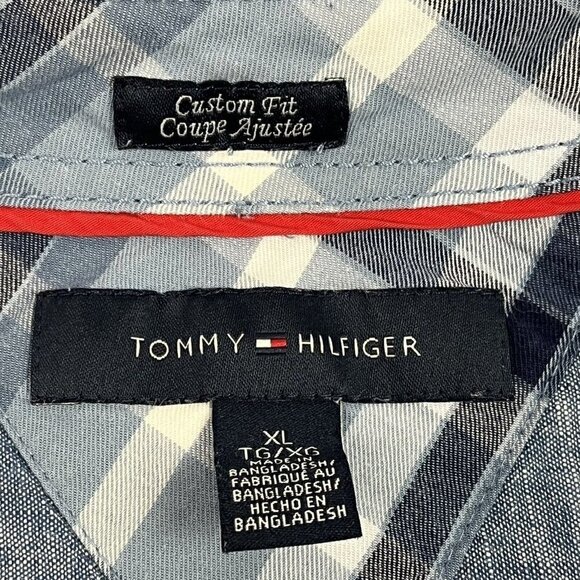 Custom Fit
Coupe Ajustée
TOMMY HILFIGER
XL
TG/XG
MADE IN
BANGLADESH/
FABRIQUÉ AU
BANGLADESH/
HECHO EN
BANGLADESH